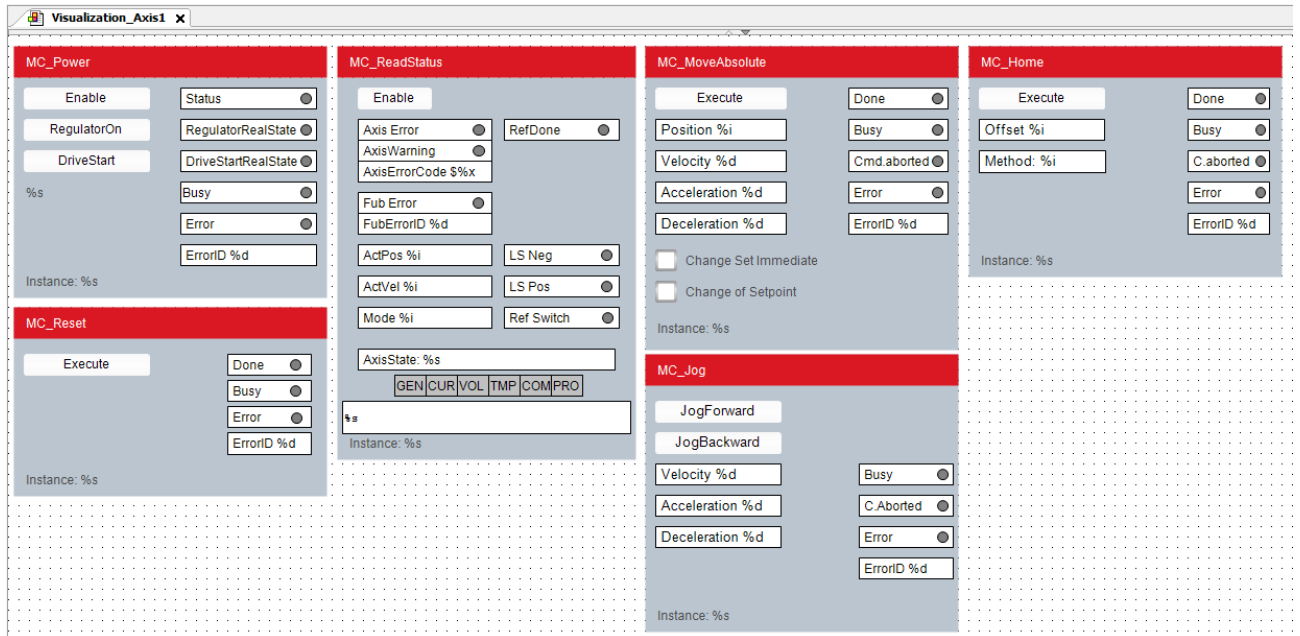 Visualization_Axis1
MC_Power
Enable
RegulatorOn
DriveStart
%s
Status
RegulatorRealState
DriveStartRealState
Busy
Error
ErrorID %d
Instance: %s
MC_Reset
Execute
Done
Busy
Error
ErrorID %d
Instance: %s
MC_ReadStatus
Enable
Axis Error
AxisWarning
AxisErrorCode $%x
RefDone
Fub Error
FubErrorID %d
ActPos %i
LS Neg
ActVel %i
LS Pos
Mode %i
Ref Switch
AxisState: %s
GEN CUR VOL TMP COM PRO
%s
Instance: %s
MC_MoveAbsolute
Execute
Done
Position %i
Busy
Velocity %d
Cmd.aborted
Acceleration %d
Error
Deceleration %d
ErrorID %d
Change Set Immediate
Change of Setpoint
Instance: %s
MC_Jog
JogForward
JogBackward
Velocity %d
Busy
Acceleration %d
C.Aborted
Deceleration %d
Error
ErrorID %d
Instance: %s
MC_Home
Execute
Done
Offset %i
Busy
Method: %i
C.aborted
Error
ErrorID %d
Instance: %s